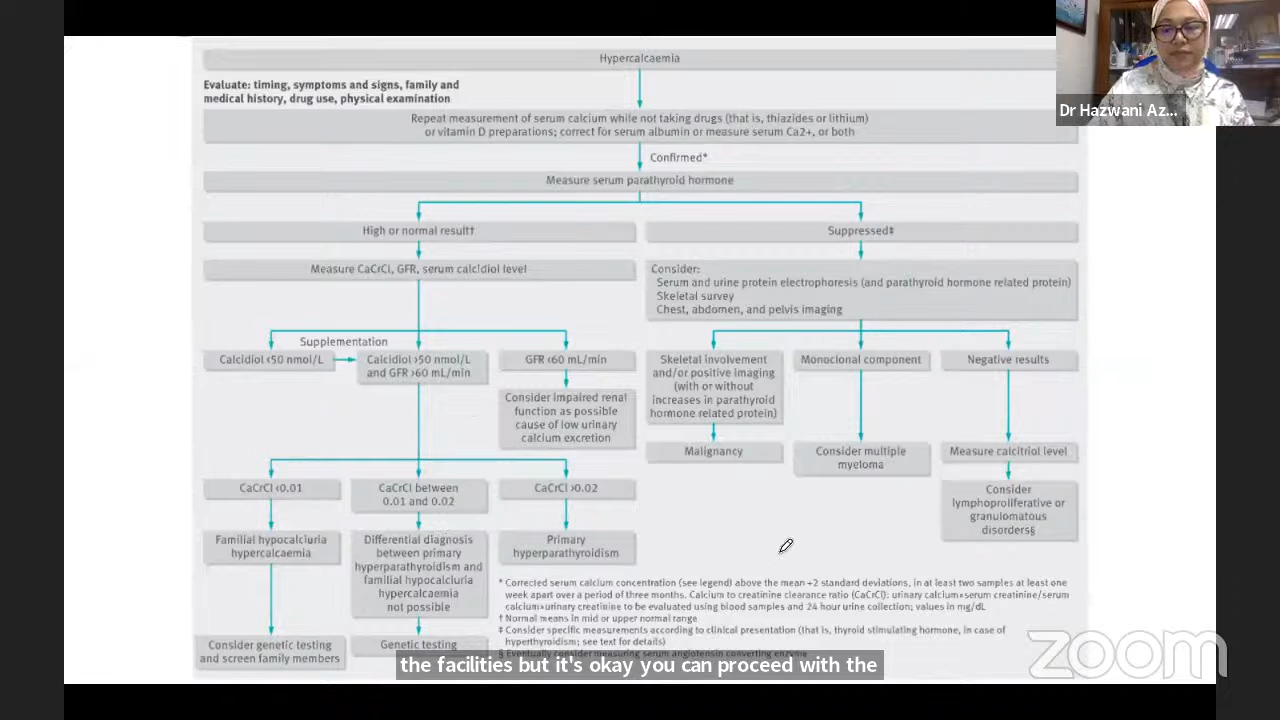 Hypercalcaemia
Evaluate: timing, symptoms and signs, family and
medical history, drug use, physical examination
Repeat measurement of serum calcium while not taking drugs (that is, thiazides or lithium)
or vitamin D preparations; correct for serum albumin or measure serum Ca2+, or both
Confirmed*
Measure serum parathyroid hormone
High or normal result†
Measure CaCrCl, GFR, serum calcidiol level
Supplementation
Calcidiol <50 nmol/L
Calcidiol >50 nmol/L
and GFR >60 mL/min
GFR <60 mL/min
Consider impaired renal
function as possible
cause of low urinary
calcium excretion
CaCrCl <0.01
CaCrCl between
0.01 and 0.02
CaCrCl >0.02
Familial hypocalciuria
hypercalcaemia
Differential diagnosis
between primary
hyperparathyroidism and
familial hypocalciuria
hypercalcaemia
not possible
Primary
hyperparathyroidism
Consider genetic testing
and screen family members
Genetic testing
Suppressed‡
Consider:
Serum and urine protein electrophoresis (and parathyroid hormone related protein)
Skeletal survey
Chest, abdomen, and pelvis imaging
Skeletal involvement
and/or positive imaging
(with or without
increases in parathyroid
hormone related protein)
Malignancy
Monoclonal component
Consider multiple
myeloma
Negative results
Measure calcitriol level
Consider
lymphoproliferative or
granulomatous
disorders§
* Corrected serum calcium concentration (see legend) above the mean +2 standard deviations, in at least two samples at least one
week apart over a period of three months. Calcium to creatinine clearance ratio (CaCrCl): urinary calcium×serum creatinine/serum
calcium×urinary creatinine to be evaluated using blood samples and 24 hour urine collection; values in mg/dL
† Normal means in mid or upper normal range
‡ Consider specific measurements according to clinical presentation (that is, thyroid stimulating hormone, in case of
hyperthyroidism; see text for details)
§ Eventually consider measuring serum angiotensin converting enzyme
the facilities but it's okay you can proceed with the
Dr Hazwani Az...
zoom